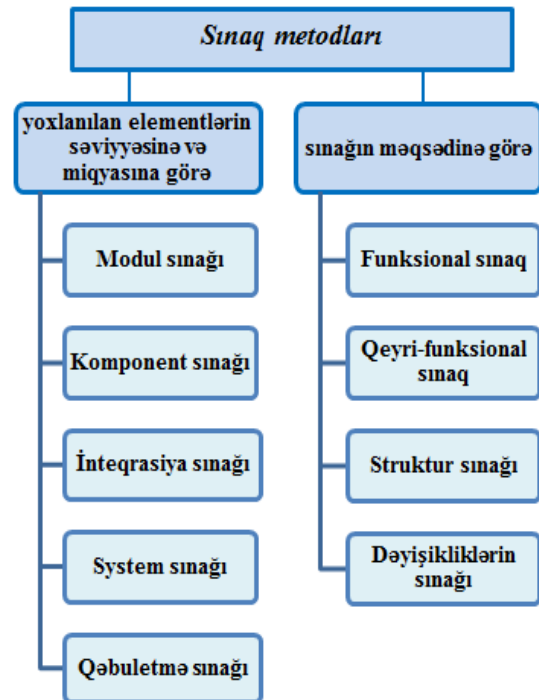 Sınaq metodları
yoxlanılan elementlərin
səviyyəsinə və
miqyasına görə
Modul sınağı
Komponent sınağı
İnteqrasiya sınağı
System sınağı
Qəbuletmə sınağı
sınağın məqsədinə görə
Funksional sınaq
Qeyri-funksional
sınaq
Struktur sınağı
Dəyişikliklərin
sınağı